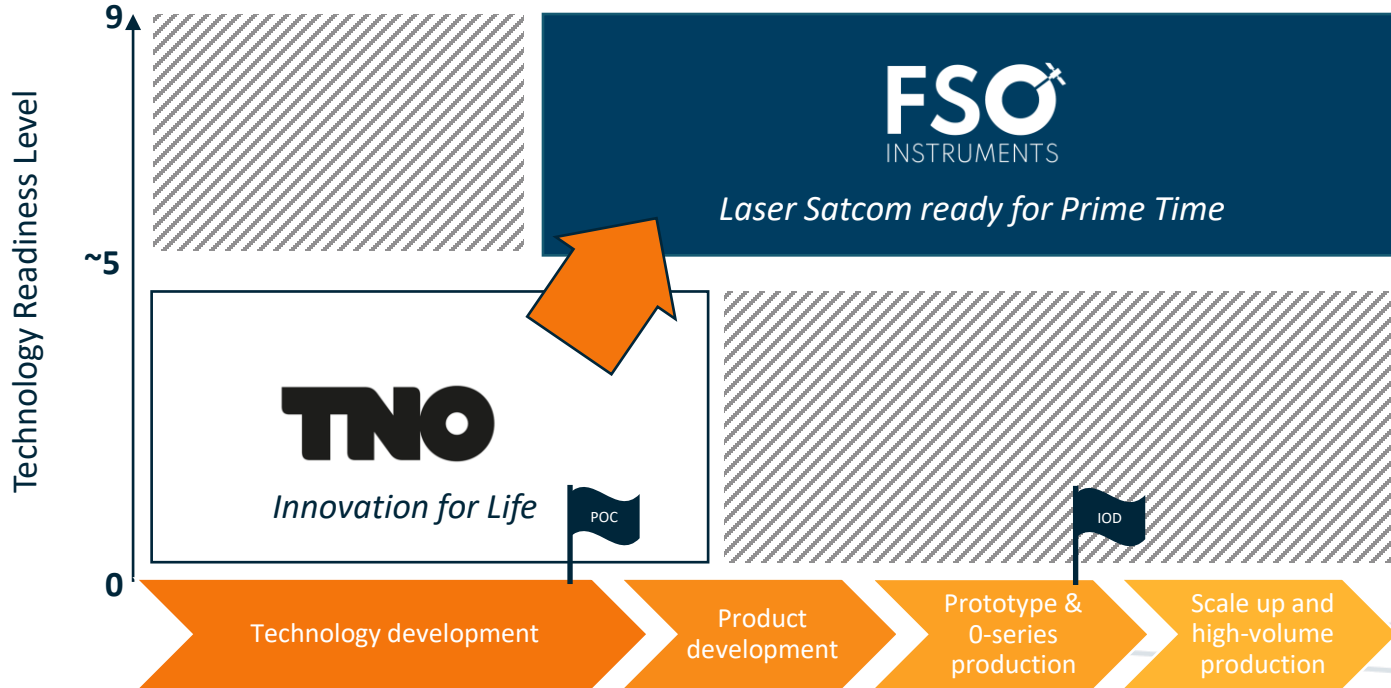 Technology Readiness Level
9
~5
0
FSO
INSTRUMENTS
Laser Satcom ready for Prime Time
TNO
Innovation for Life
POC
IOD
Technology development
Product
development
Prototype &
0-series
production
Scale up and
high-volume
production